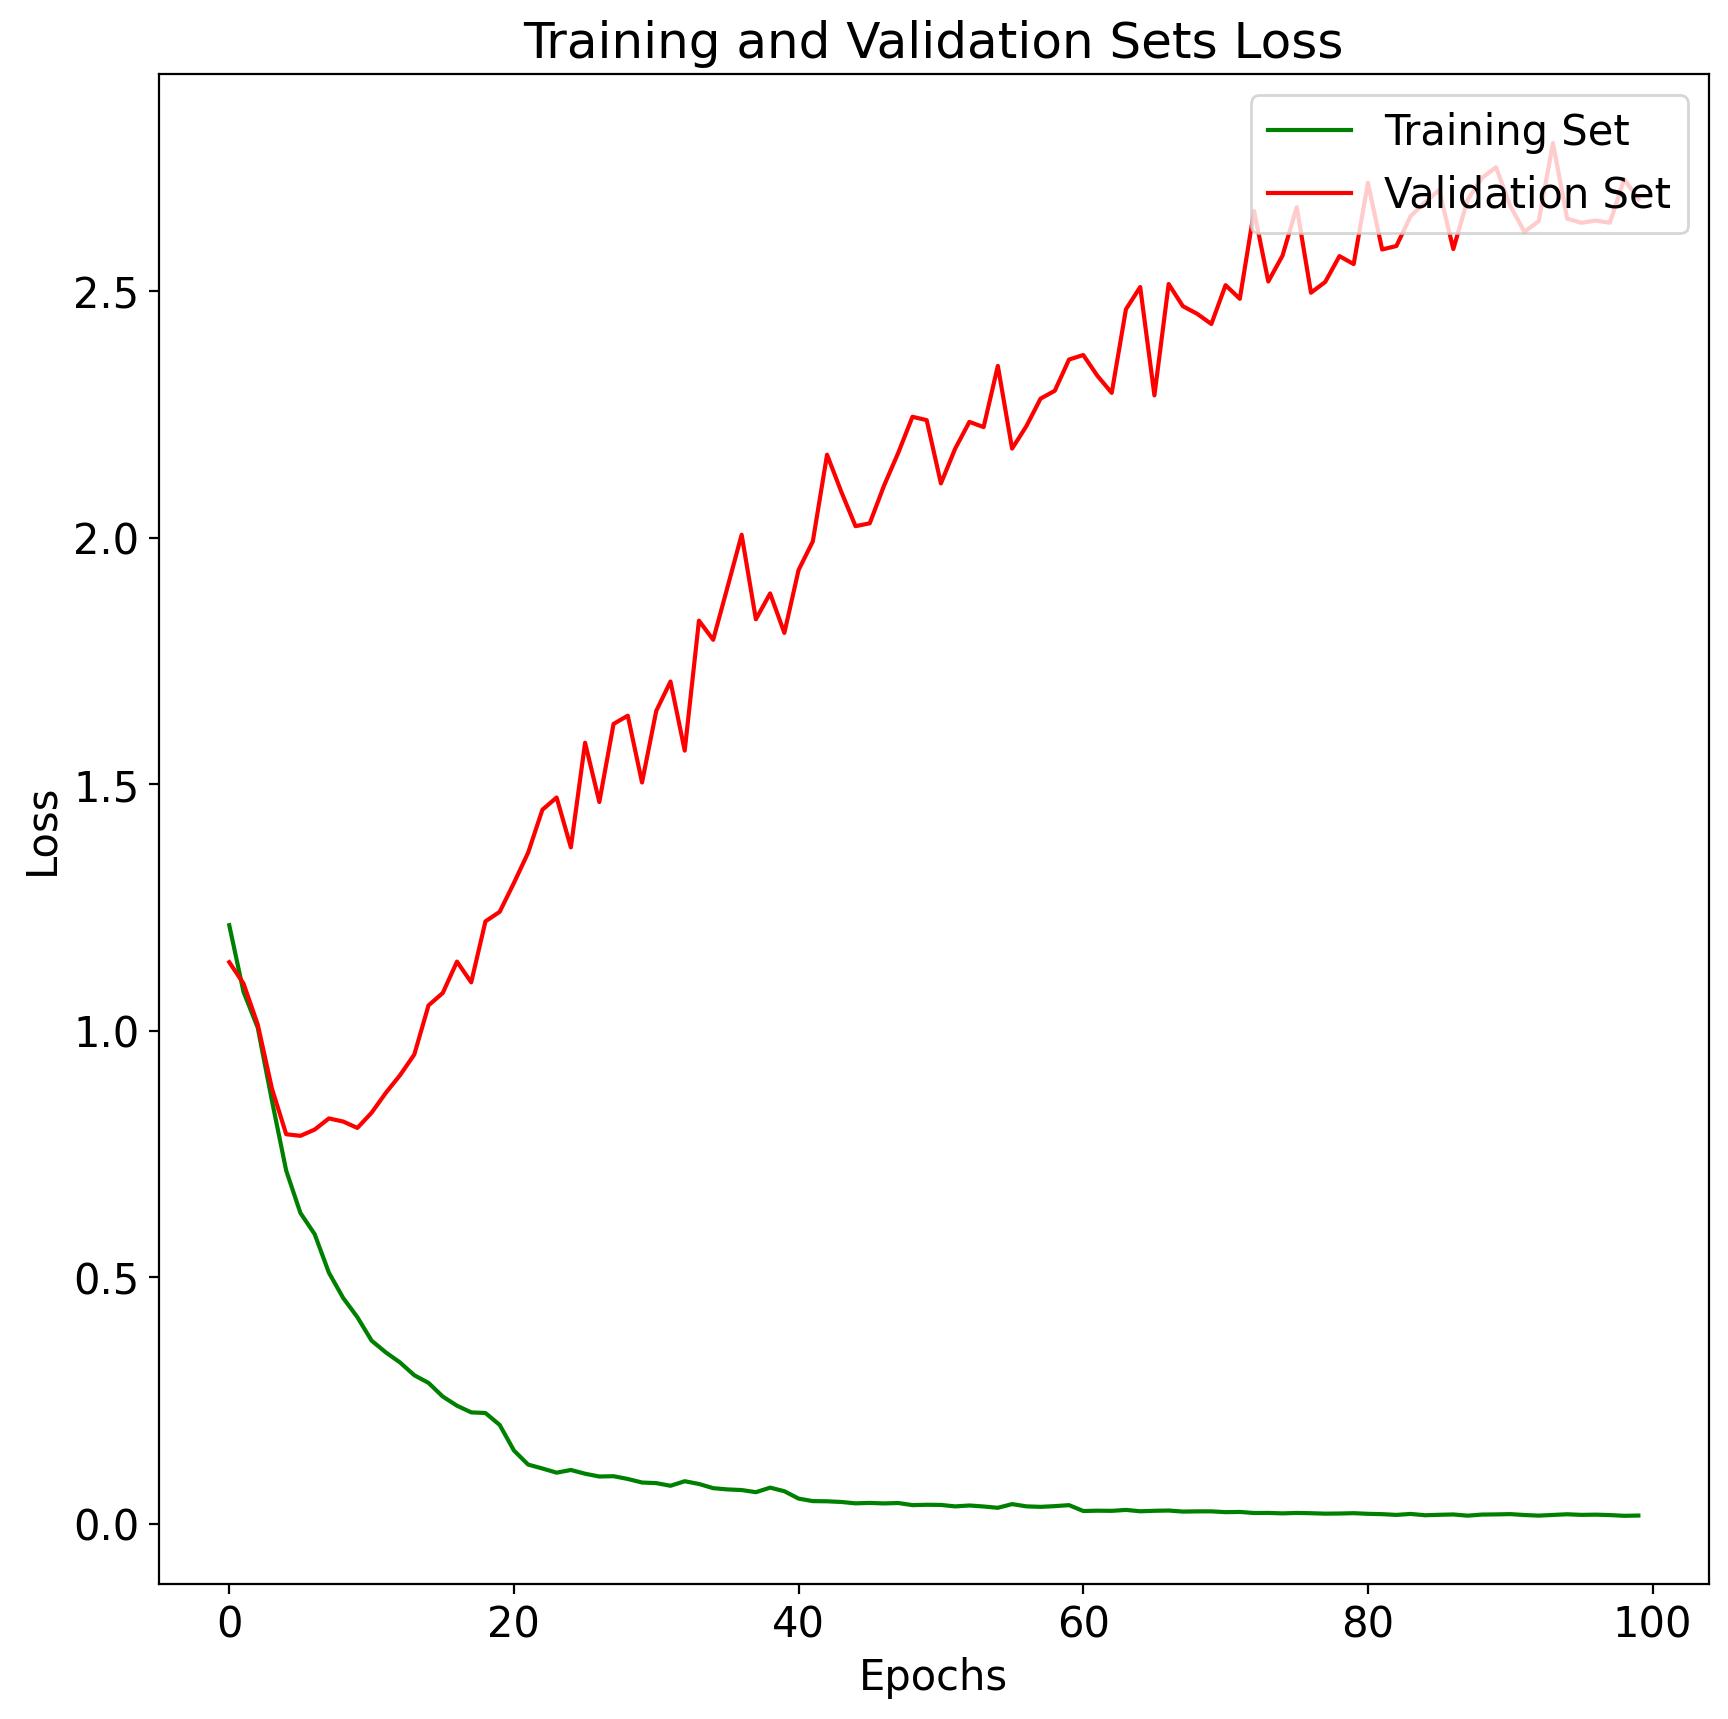 Training and Validation Sets Loss
Training Set
Validation Set
2.5
2.0
1.5
1.0
0.5
0.0
Loss
0 20 40 60 80 100
Epochs